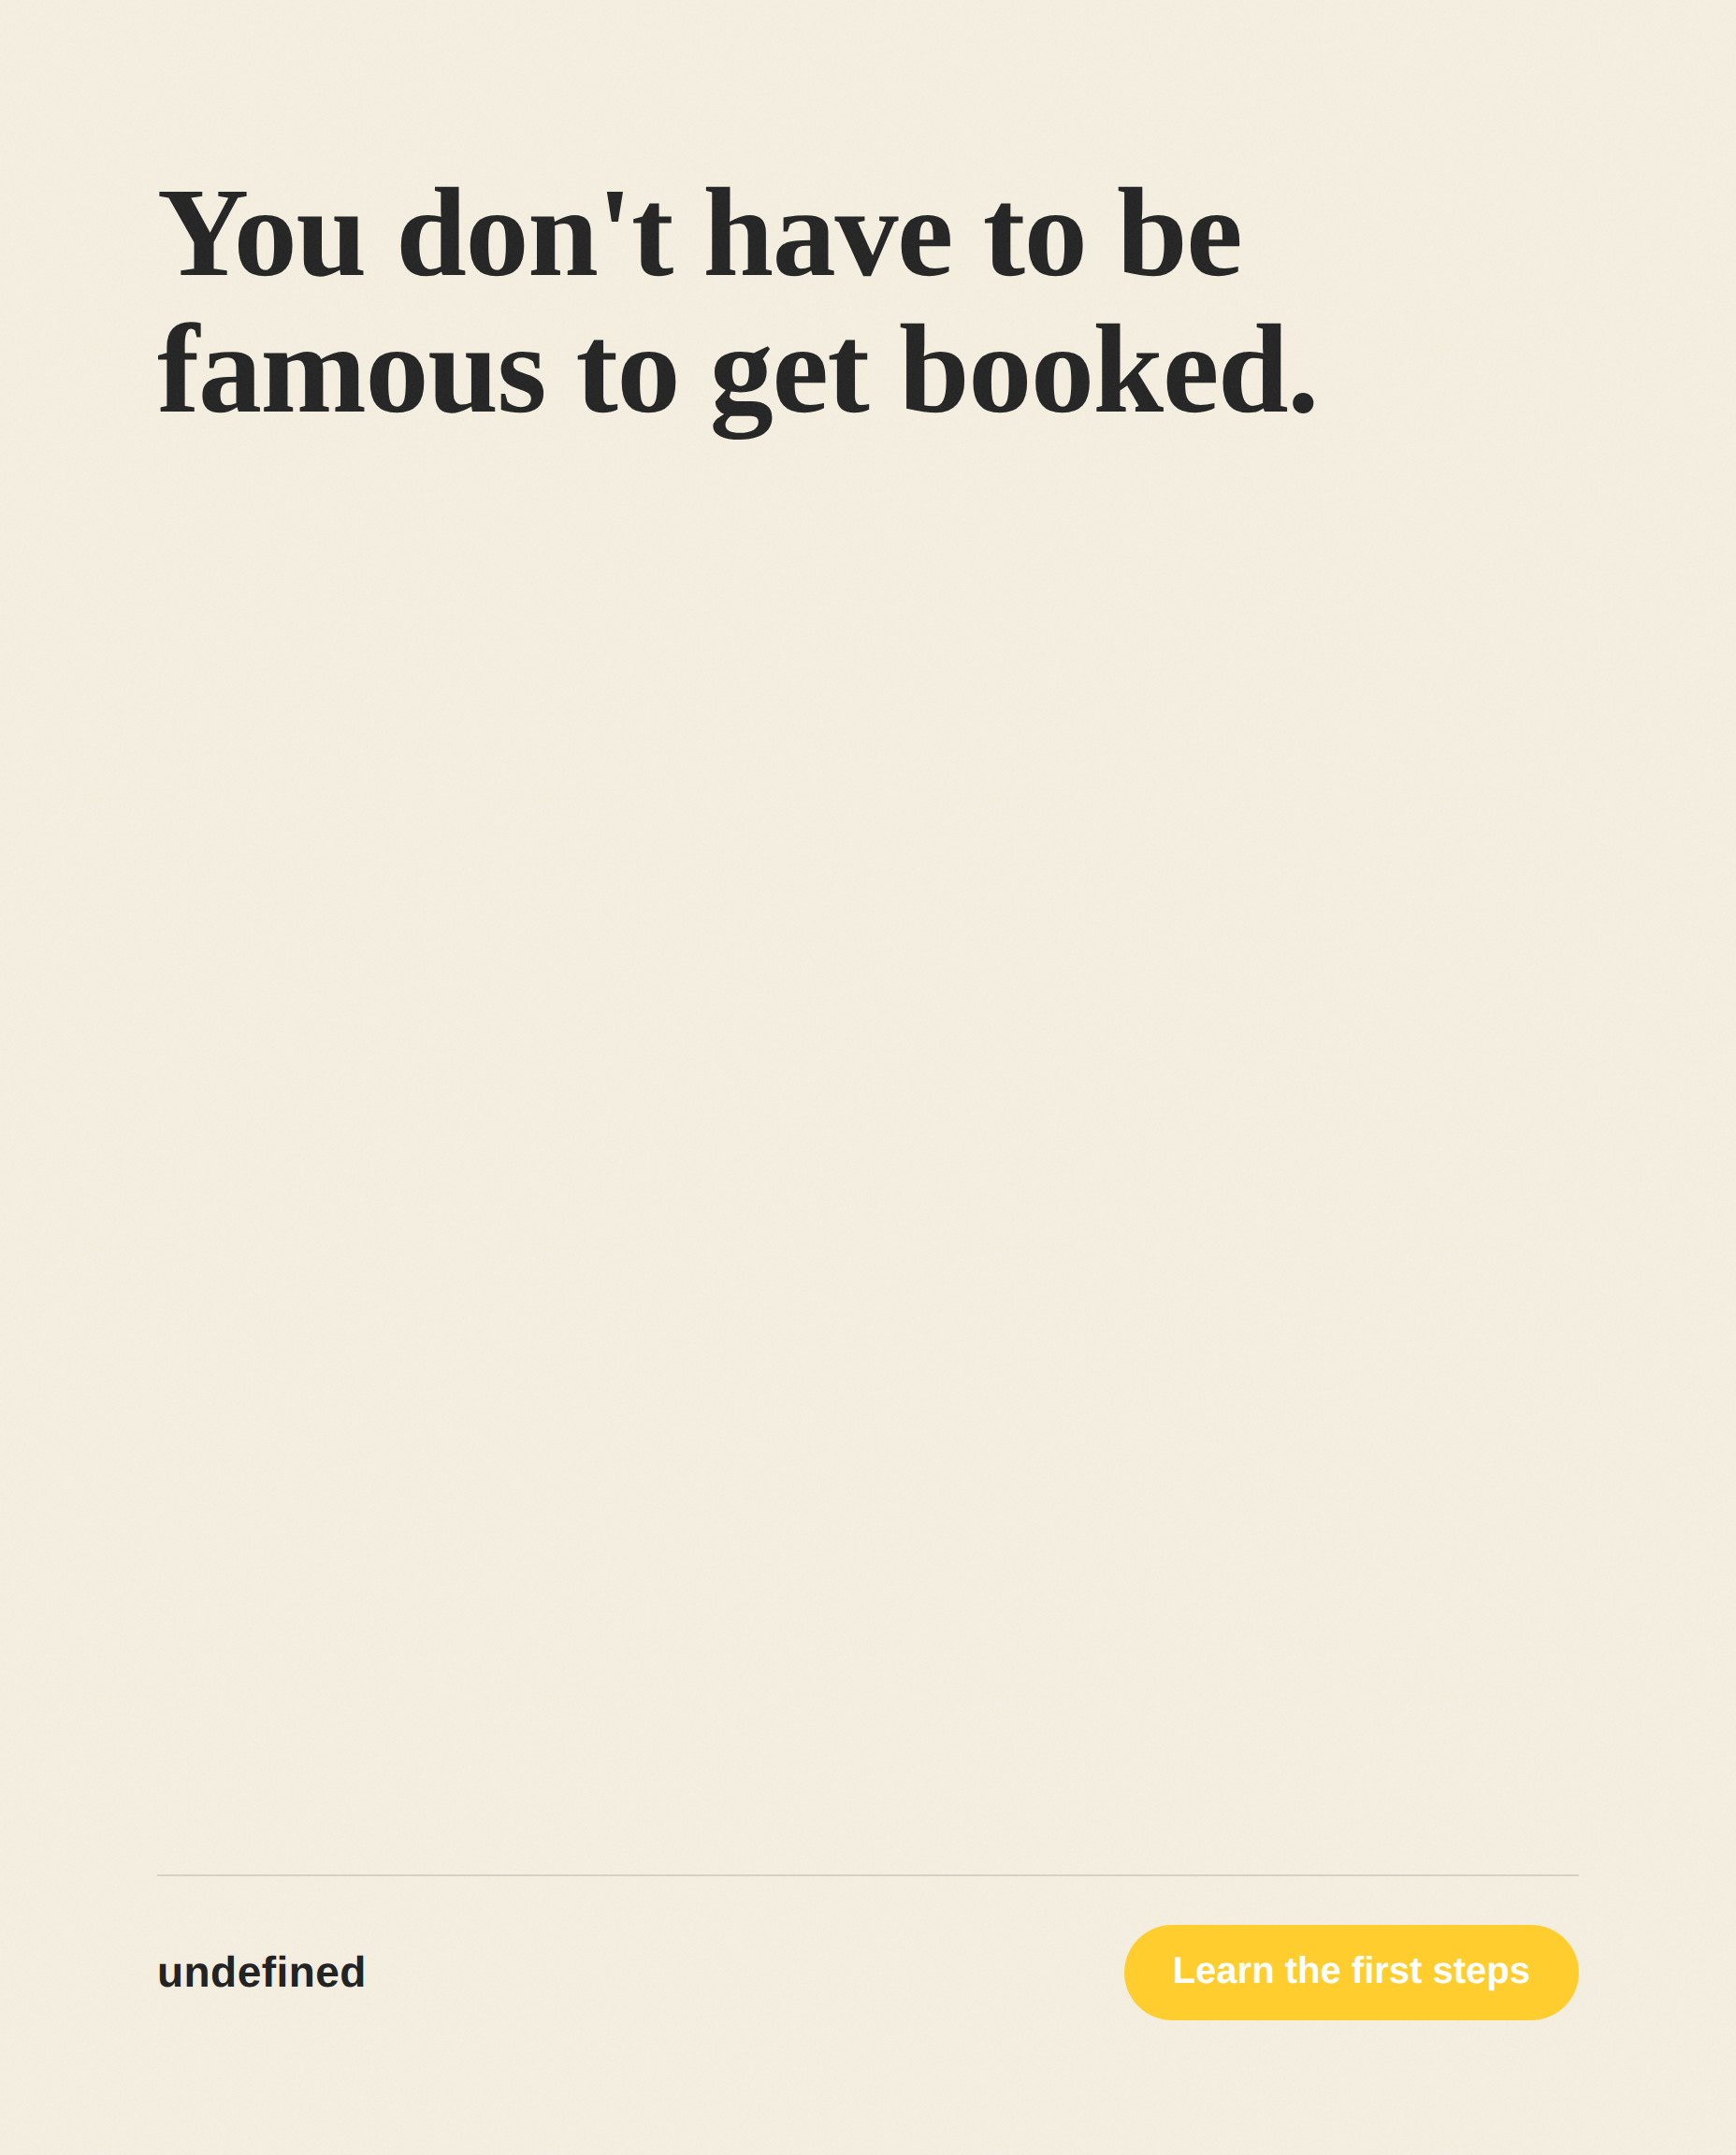 You don't have to be
famous to get booked.
undefined
Learn the first steps